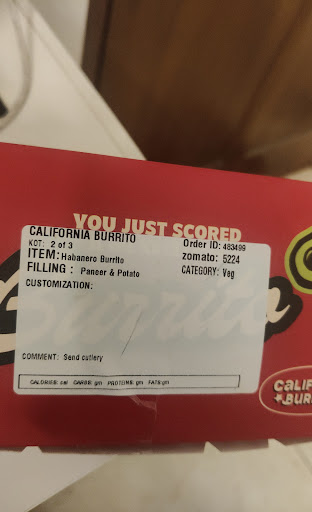 YOU JUST SCORED
CALIFORNIA BURRITO
KOT: 2 of 3 Order ID: 483499
ITEM: Habanero Burrito zomato: 5224
FILLING : Paneer & Potato CATEGORY: Veg
CUSTOMIZATION:
COMMENT: Send cutlery
CALORIES: cal CARBS: gm PROTEINS: gm FATS: gm
CALIF
+BUR